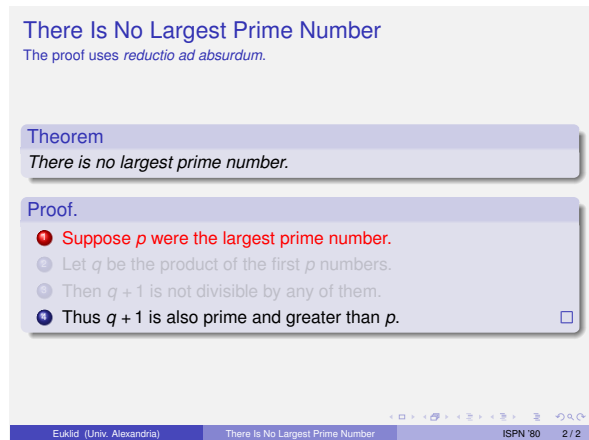 There Is No Largest Prime Number
The proof uses reductio ad absurdum.
Theorem
There is no largest prime number.
Proof.
1 Suppose p were the largest prime number.
2 Let q be the product of the first p numbers.
3 Then q + 1 is not divisible by any of them.
4 Thus q + 1 is also prime and greater than p.
Euklid (Univ. Alexandria) There Is No Largest Prime Number ISPN '80 2 / 2